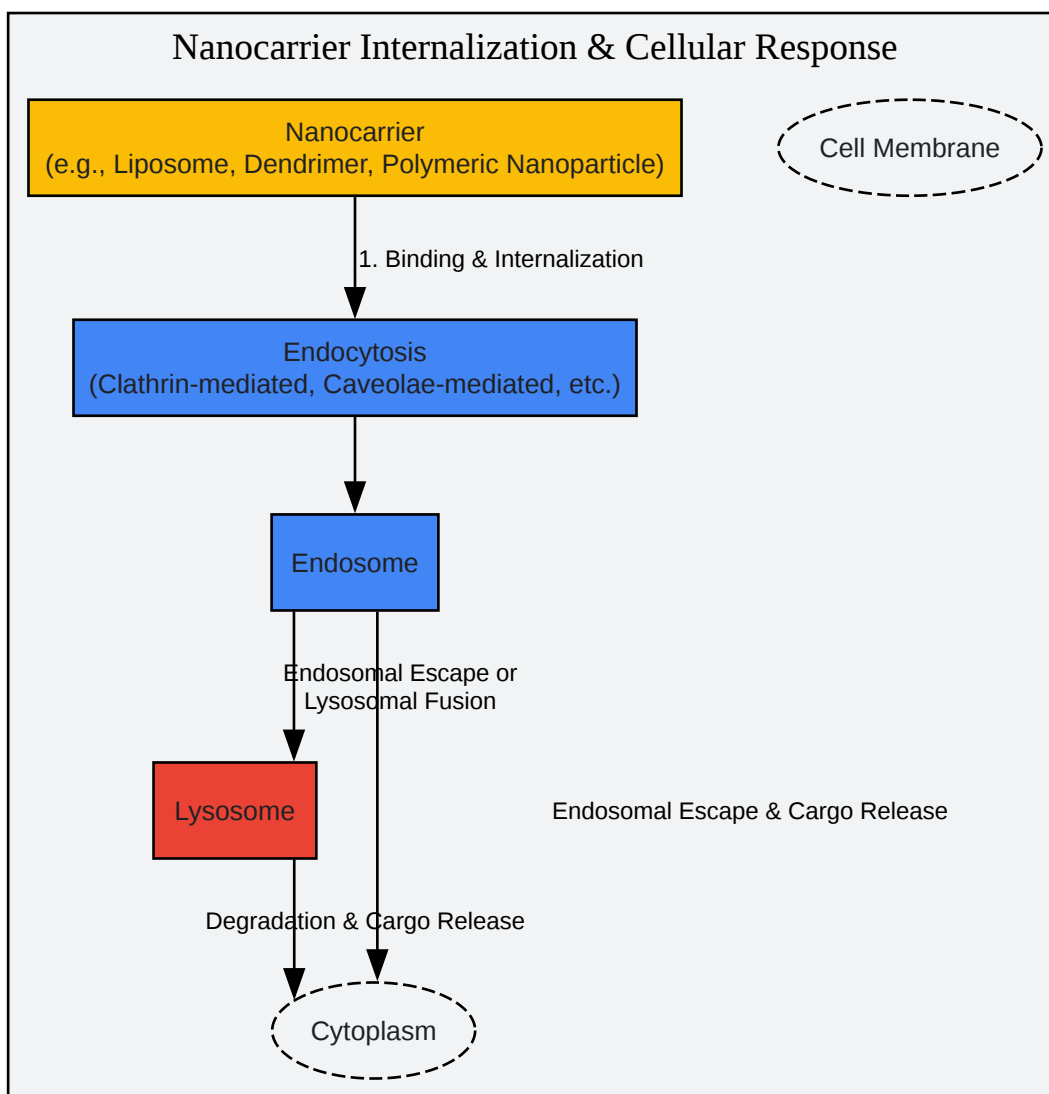 Nanocarrier Internalization & Cellular Response
Nanocarrier
(e.g., Liposome, Dendrimer, Polymeric Nanoparticle)
Cell Membrane
1. Binding & Internalization
Endocytosis
(Clathrin-mediated, Caveolae-mediated, etc.)
Endosome
Endosomal Escape or
Lysosomal Fusion
Lysosome
Endosomal Escape & Cargo Release
Degradation & Cargo Release
Cytoplasm